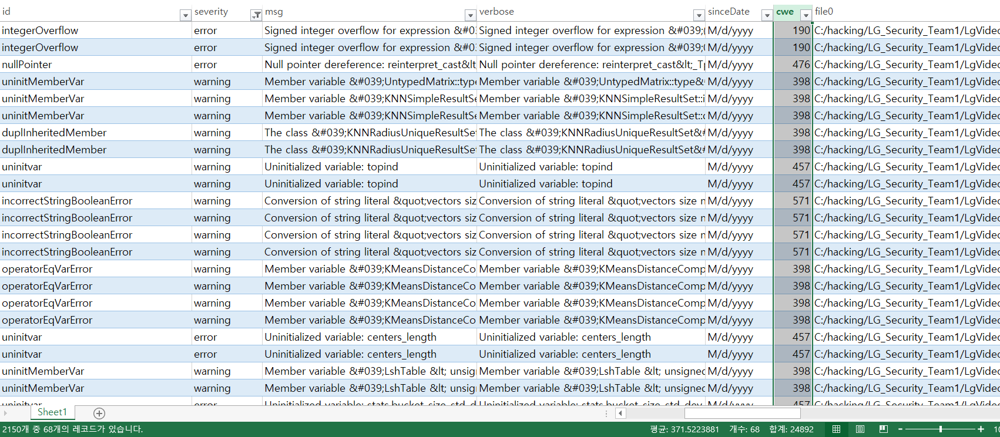 id severity msg verbose sinceDate cwe file0
integerOverflow error Signed integer overflow for expression &#03 Signed integer overflow for expression &#039;( M/d/yyyy 190 C:/hacking/LG_Security_Team1/LgVideo
integerOverflow error Signed integer overflow for expression &#03 Signed integer overflow for expression &#039;( M/d/yyyy 190 C:/hacking/LG_Security_Team1/LgVideo
nullPointer error Null pointer dereference: reinterpret_cast&lt Null pointer dereference: reinterpret_cast&lt;_Tp M/d/yyyy 476 C:/hacking/LG_Security_Team1/LgVideo
uninitMemberVar warning Member variable &#039;UntypedMatrix::type Member variable &#039;UntypedMatrix::type& M/d/yyyy 398 C:/hacking/LG_Security_Team1/LgVideo
uninitMemberVar warning Member variable &#039;KNNSimpleResultSe Member variable &#039;KNNSimpleResultSet::i M/d/yyyy 398 C:/hacking/LG_Security_Team1/LgVideo
uninitMemberVar warning Member variable &#039;KNNSimpleResultSe Member variable &#039;KNNSimpleResultSet::c M/d/yyyy 398 C:/hacking/LG_Security_Team1/LgVideo
duplInheritedMember warning The class &#039;KNNRadiusUniqueResultSet The class &#039;KNNRadiusUniqueResultSet& M/d/yyyy 398 C:/hacking/LG_Security_Team1/LgVideo
duplInheritedMember warning The class &#039;KNNRadiusUniqueResultSet The class &#039;KNNRadiusUniqueResultSet& M/d/yyyy 398 C:/hacking/LG_Security_Team1/LgVideo
uninitvar warning Uninitialized variable: topind Uninitialized variable: topind M/d/yyyy 457 C:/hacking/LG_Security_Team1/LgVideo
uninitvar warning Uninitialized variable: topind Uninitialized variable: topind M/d/yyyy 457 C:/hacking/LG_Security_Team1/LgVideo
incorrectStringBooleanError warning Conversion of string literal &quot;vectors siz Conversion of string literal &quot;vectors size n M/d/yyyy 571 C:/hacking/LG_Security_Team1/LgVideo
incorrectStringBooleanError warning Conversion of string literal &quot;vectors siz Conversion of string literal &quot;vectors size n M/d/yyyy 571 C:/hacking/LG_Security_Team1/LgVideo
incorrectStringBooleanError warning Conversion of string literal &quot;vectors siz Conversion of string literal &quot;vectors size n M/d/yyyy 571 C:/hacking/LG_Security_Team1/LgVideo
incorrectStringBooleanError warning Conversion of string literal &quot;vectors siz Conversion of string literal &quot;vectors size n M/d/yyyy 571 C:/hacking/LG_Security_Team1/LgVideo
operatorEqVarError warning Member variable &#039;KMeansDistanceCo Member variable &#039;KMeansDistanceComp M/d/yyyy 398 C:/hacking/LG_Security_Team1/LgVideo
operatorEqVarError warning Member variable &#039;KMeansDistanceCo Member variable &#039;KMeansDistanceComp M/d/yyyy 398 C:/hacking/LG_Security_Team1/LgVideo
operatorEqVarError warning Member variable &#039;KMeansDistanceCo Member variable &#039;KMeansDistanceComp M/d/yyyy 398 C:/hacking/LG_Security_Team1/LgVideo
operatorEqVarError warning Member variable &#039;KMeansDistanceCo Member variable &#039;KMeansDistanceComp M/d/yyyy 398 C:/hacking/LG_Security_Team1/LgVideo
uninitvar error Uninitialized variable: centers_length Uninitialized variable: centers_length M/d/yyyy 457 C:/hacking/LG_Security_Team1/LgVideo
uninitvar error Uninitialized variable: centers_length Uninitialized variable: centers_length M/d/yyyy 457 C:/hacking/LG_Security_Team1/LgVideo
uninitMemberVar warning Member variable &#039;LshTable &lt; unsig Member variable &#039;LshTable &lt; unsigned M/d/yyyy 398 C:/hacking/LG_Security_Team1/LgVideo
uninitMemberVar warning Member variable &#039;LshTable &lt; unsig Member variable &#039;LshTable &lt; unsigned M/d/yyyy 398 C:/hacking/LG_Security_Team1/LgVideo
uninitvar error Uninitialized variable: stats.bucket_size_std_d Uninitialized variable: stats.bucket_size_std_dev M/d/yyyy 457 C:/hacking/LG_Security_Team1/LgVideo
Sheet1
2150개 중 68개의 레코드가 있습니다. 평균: 371.5223881 개수: 68 합계: 24892